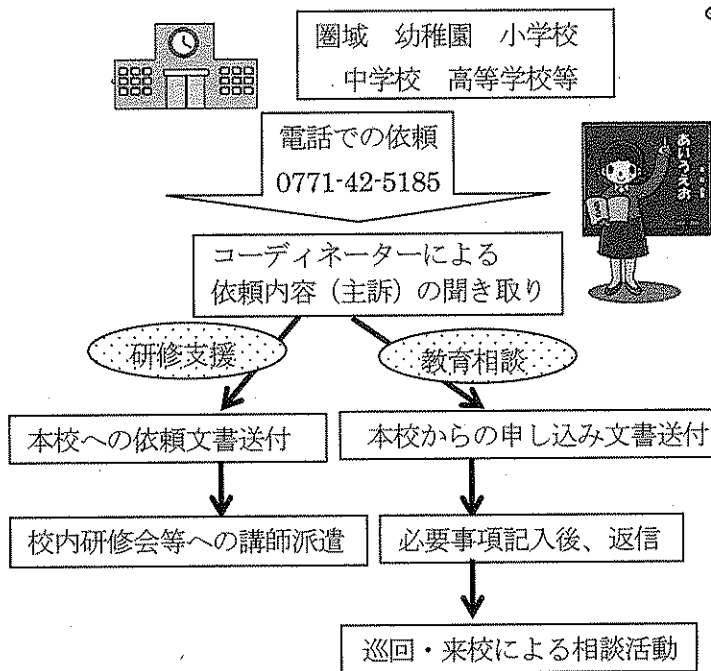 圏域 幼稚園 小学校
中学校 高等学校等
電話での依頼
0771-42-5185
あいうえお
コーディネーターによる
依頼内容（主訴）の聞き取り
研修支援
教育相談
本校への依頼文書送付
本校からの申し込み文書送付
校内研修会等への講師派遣
必要事項記入後、返信
巡回・来校による相談活動